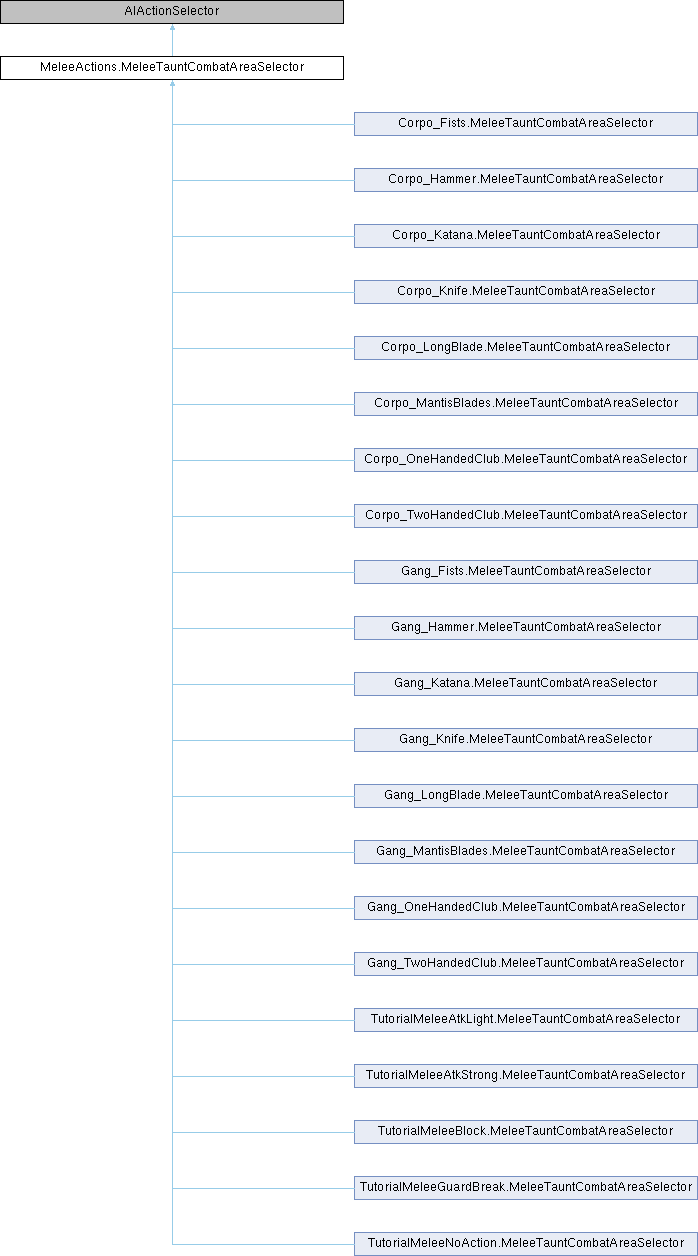 AIActionSelector
MeleeActions.MeleeTauntCombatAreaSelector
Corpo_Fists.MeleeTauntCombatAreaSelector
Corpo_Hammer.MeleeTauntCombatAreaSelector
Corpo_Katana.MeleeTauntCombatAreaSelector
Corpo_Knife.MeleeTauntCombatAreaSelector
Corpo_LongBlade.MeleeTauntCombatAreaSelector
Corpo_MantisBlades.MeleeTauntCombatAreaSelector
Corpo_OneHandedClub.MeleeTauntCombatAreaSelector
Corpo_TwoHandedClub.MeleeTauntCombatAreaSelector
Gang_Fists.MeleeTauntCombatAreaSelector
Gang_Hammer.MeleeTauntCombatAreaSelector
Gang_Katana.MeleeTauntCombatAreaSelector
Gang_Knife.MeleeTauntCombatAreaSelector
Gang_LongBlade.MeleeTauntCombatAreaSelector
Gang_MantisBlades.MeleeTauntCombatAreaSelector
Gang_OneHandedClub.MeleeTauntCombatAreaSelector
Gang_TwoHandedClub.MeleeTauntCombatAreaSelector
TutorialMeleeAtkLight.MeleeTauntCombatAreaSelector
TutorialMeleeAtkStrong.MeleeTauntCombatAreaSelector
TutorialMeleeBlock.MeleeTauntCombatAreaSelector
TutorialMeleeGuardBreak.MeleeTauntCombatAreaSelector
TutorialMeleeNoAction.MeleeTauntCombatAreaSelector